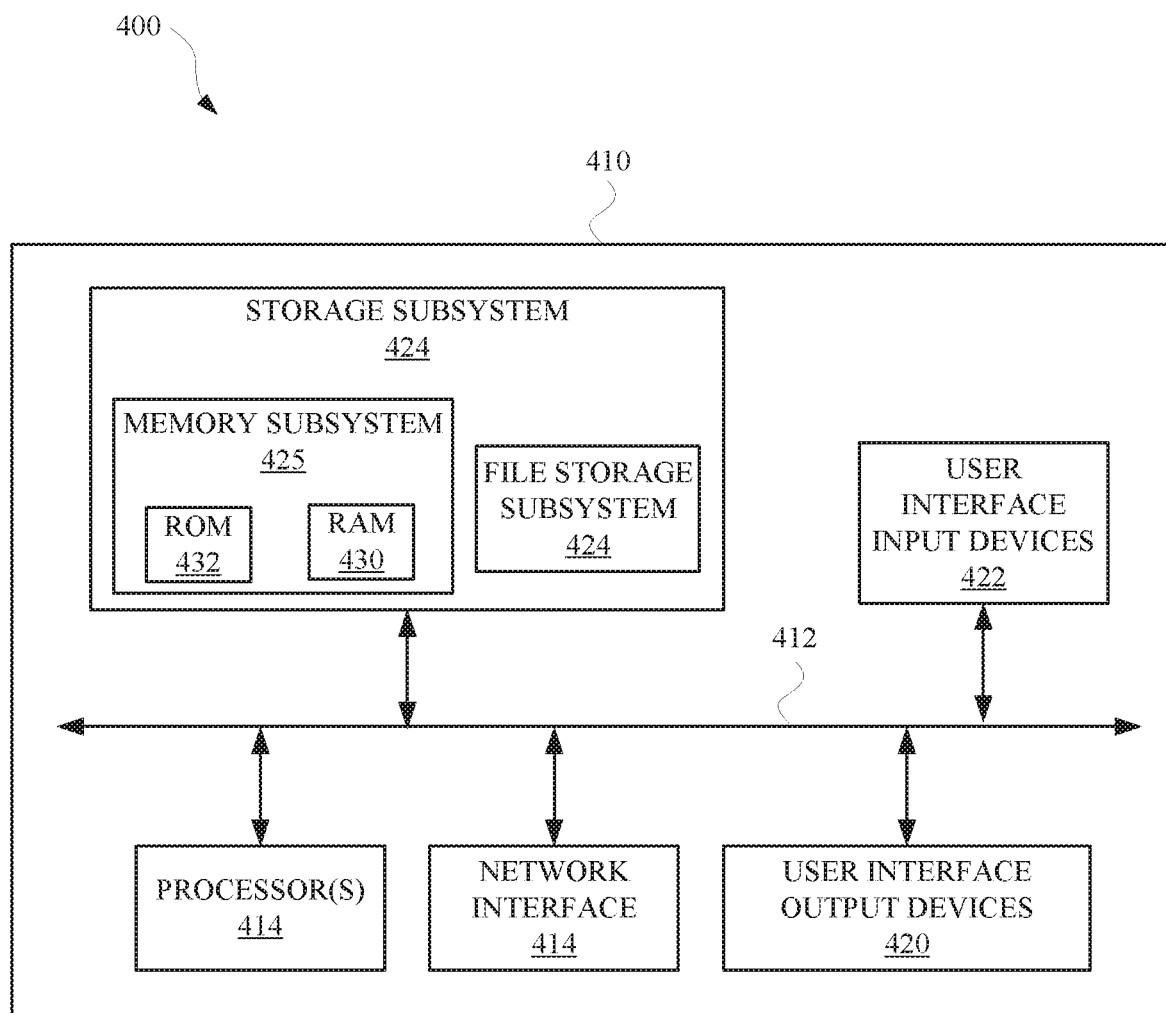 400
410
STORAGE SUBSYSTEM
424
MEMORY SUBSYSTEM
425
ROM
432
RAM
430
FILE STORAGE
SUBSYSTEM
424
USER
INTERFACE
INPUT DEVICES
422
412
PROCESSOR(S)
414
NETWORK
INTERFACE
414
USER INTERFACE
OUTPUT DEVICES
420